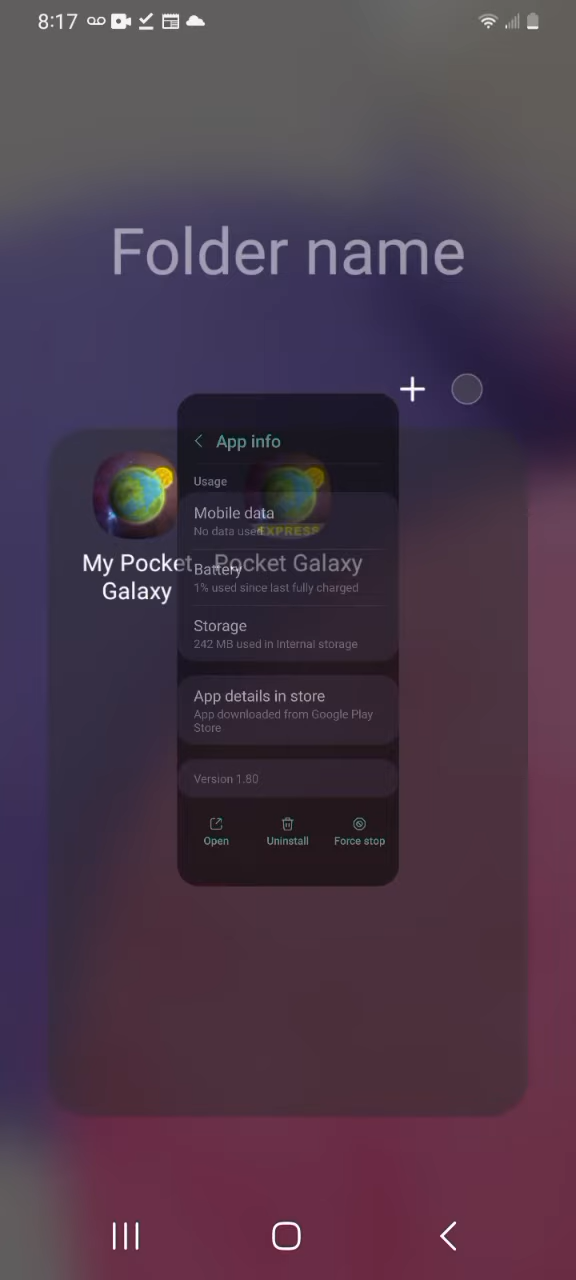 8:17
Folder name
App info
Usage
Mobile data
No data used
EXPRESS
My Pocket
Galaxy
Pocket Galaxy
Battery
1% used since last fully charged
Storage
242 MB used in Internal storage
App details in store
App downloaded from Google Play
Store
Version 1.80
Open
Uninstall
Force stop